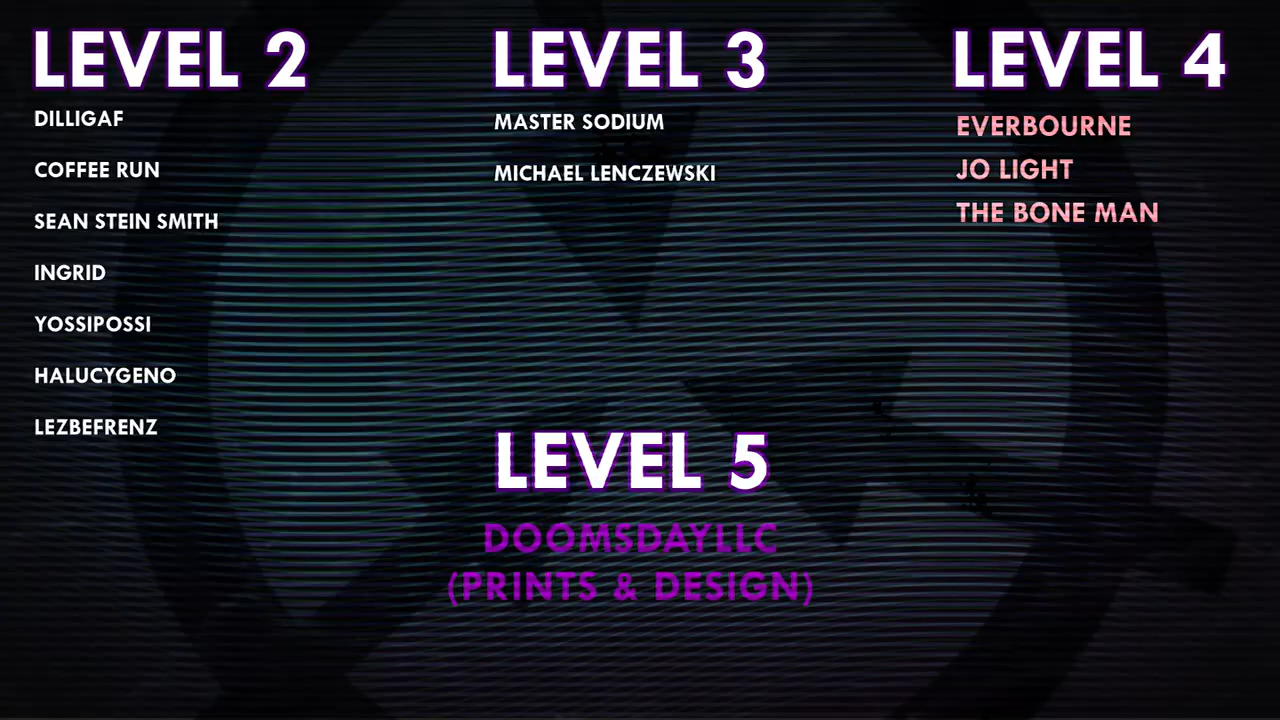 LEVEL 2
DILLIGAF
COFFEE RUN
SEAN STEIN SMITH
INGRID
YOSSIPOSSI
HALUCYGENO
LEZBEFRENZ
LEVEL 3
MASTER SODIUM
MICHAEL LENCZEWSKI
LEVEL 4
EVERBOURNE
JO LIGHT
THE BONE MAN
LEVEL 5
DOOMSDAYLLC
(PRINTS & DESIGN)